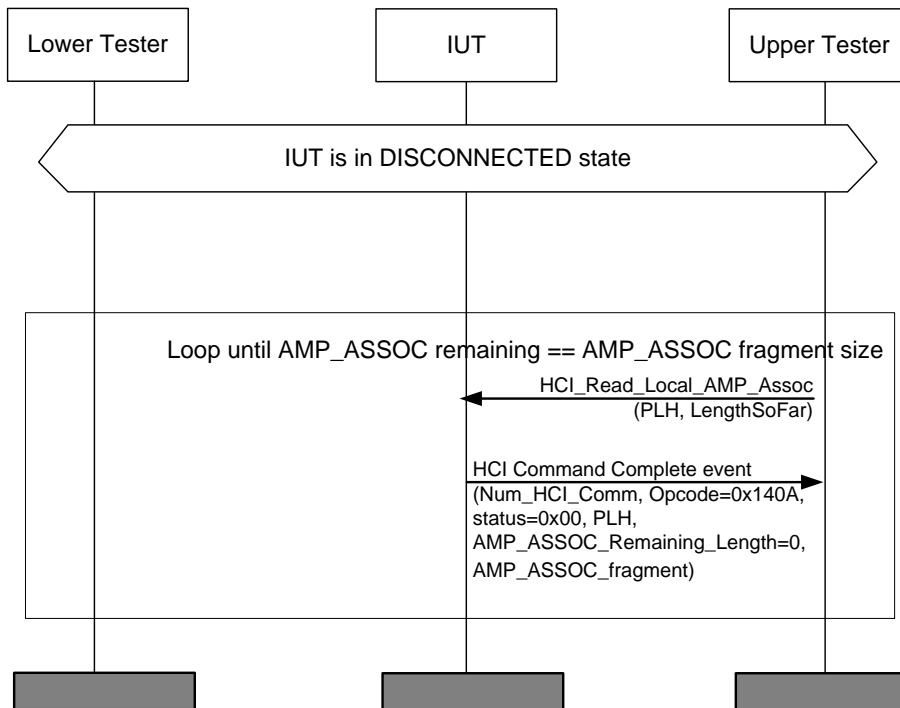 Lower Tester
IUT
Upper Tester
IUT is in DISCONNECTED state
Loop until AMP_ASSOC remaining == AMP_ASSOC fragment size
HCI_Read_Local_AMP_Assoc
(PLH, LengthSoFar)
HCI Command Complete event
(Num_HCI_Comm, Opcode=0x140A,
status=0x00, PLH,
AMP_ASSOC_Remaining_Length=0,
AMP_ASSOC_fragment)